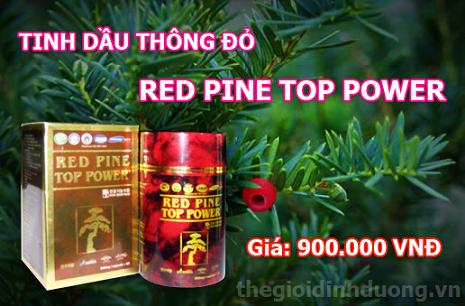 TINH DẦU THÔNG ĐỎ
RED PINE TOP POWER
RED PINE
TOP POWER
RED PINE
TOP POWER
Giá: 900.000 VNĐ
thegioidinhduong.vn